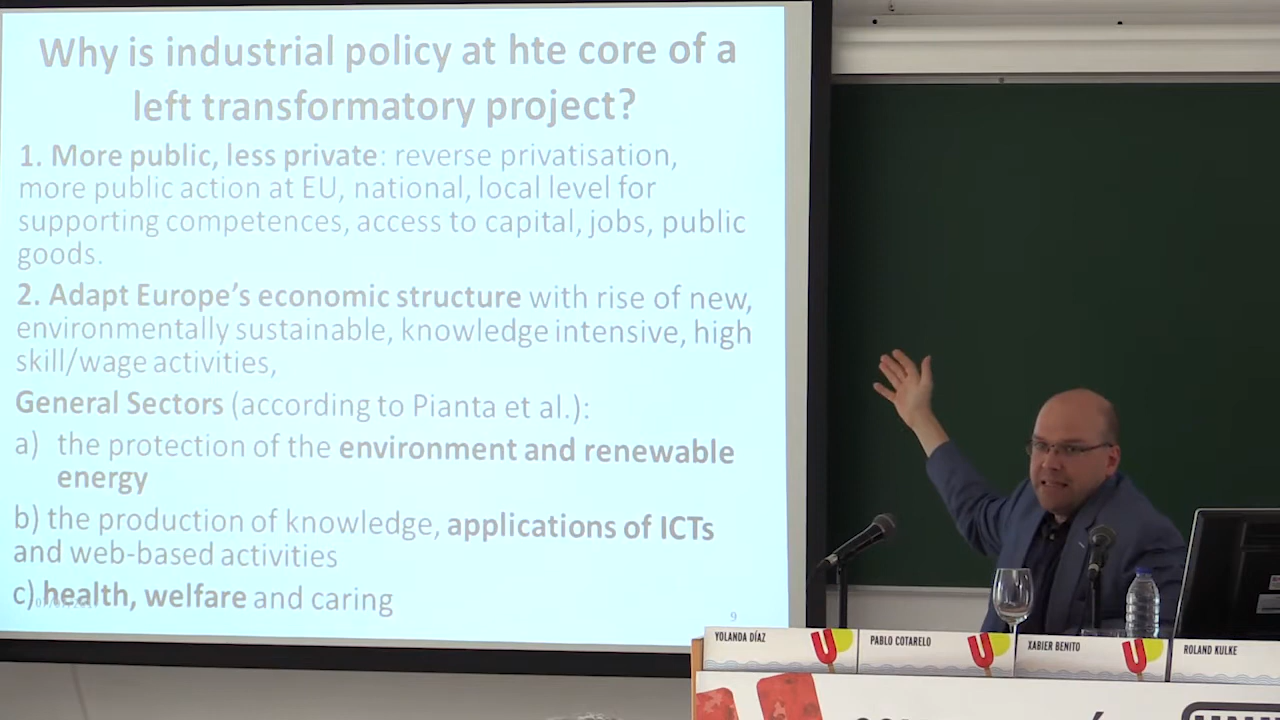 Why is industrial policy at hte core of a
left transformatory project?
1. More public, less private: reverse privatisation,
more public action at EU, national, local level for
supporting competences, access to capital, jobs, public
goods.
2. Adapt Europe's economic structure with rise of new,
environmentally sustainable, knowledge intensive, high
skill/wage activities,
General Sectors (according to Pianta et al.):
a) the protection of the environment and renewable
energy
b) the production of knowledge, applications of ICTs
and web-based activities
c) health, welfare and caring
9
YOLANDA DÍAZ
PABLO COTARELO
XABIER BENITO
ROLAND KULKE